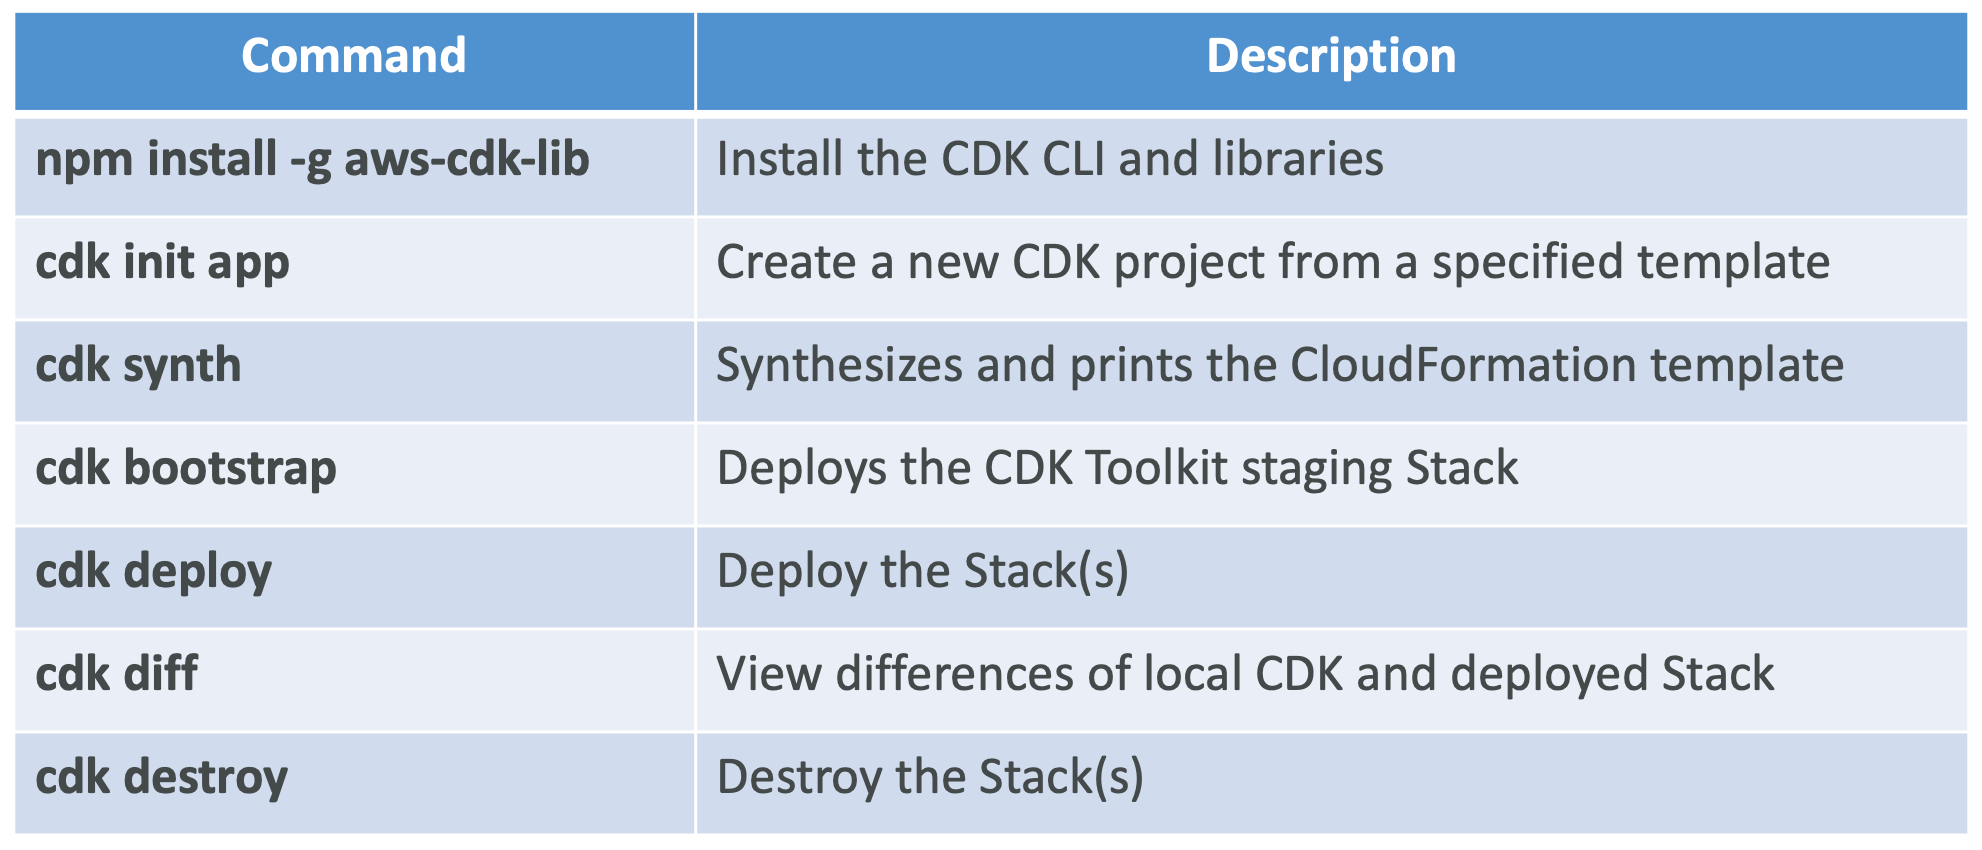 Command Description
npm install -g aws-cdk-lib Install the CDK CLI and libraries
cdk init app Create a new CDK project from a specified template
cdk synth Synthesizes and prints the CloudFormation template
cdk bootstrap Deploys the CDK Toolkit staging Stack
cdk deploy Deploy the Stack(s)
cdk diff View differences of local CDK and deployed Stack
cdk destroy Destroy the Stack(s)